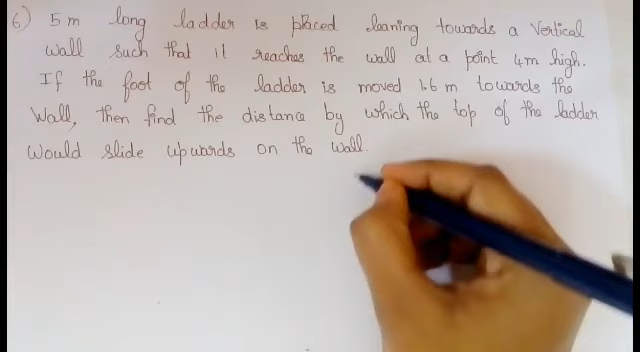 6) 5 m long ladder is placed leaning towards a vertical
wall such that it reaches the wall at a point 4m high.
If the foot of the ladder is moved 1.6 m towards the
wall, then find the distance by which the top of the ladder
would slide upwards on the wall.